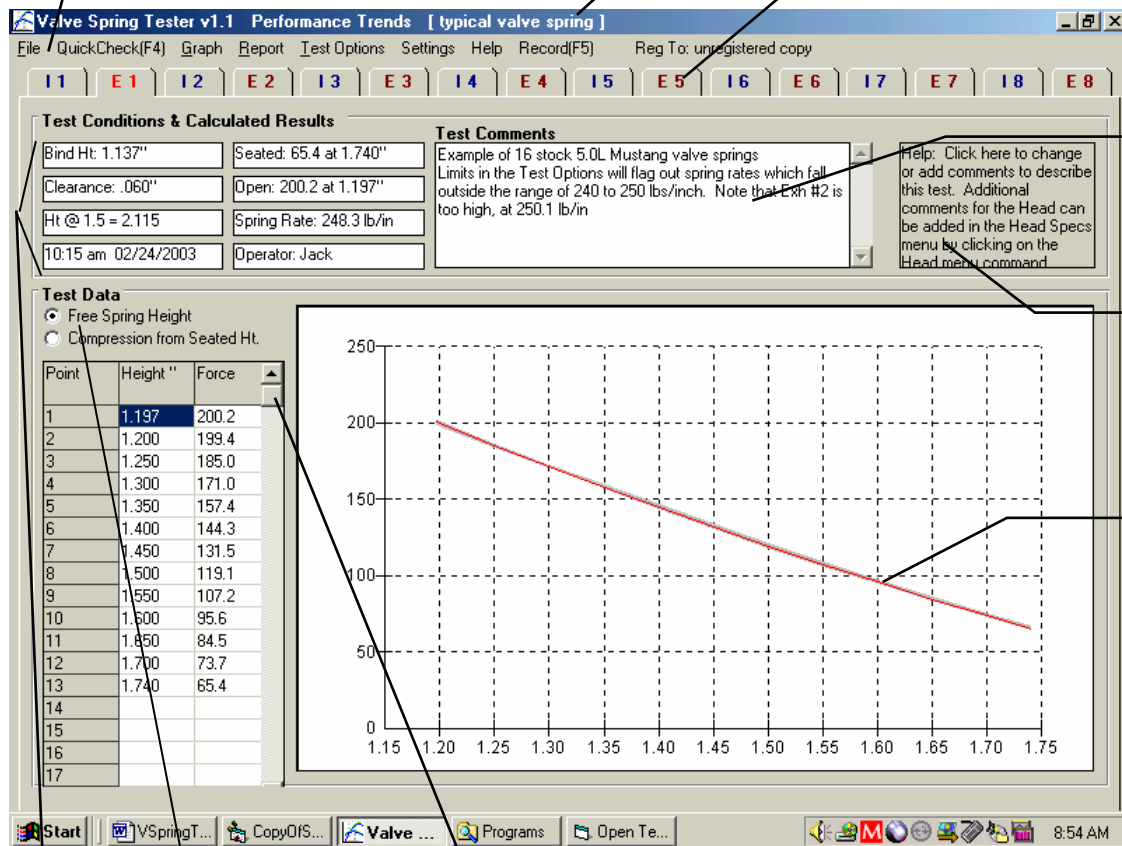 Valve Spring Tester v1.1 Performance Trends [ typical valve spring ]
File QuickCheck(F4) Graph Report Test Options Settings Help Record(F5) Reg To: unregistered copy
I 1 E 1 I 2 E 2 I 3 E 3 I 4 E 4 I 5 E 5 I 6 E 6 I 7 E 7 I 8 E 8
Test Conditions & Calculated Results
Bind Ht: 1.137"
Seated: 65.4 at 1.740"
Clearance: .060"
Open: 200.2 at 1.197"
Ht @ 1.5 = 2.115
Spring Rate: 248.3 lb/in
10:15 am 02/24/2003
Operator: Jack
Test Comments
Example of 16 stock 5.0L Mustang valve springs
Limits in the Test Options will flag out spring rates which fall
outside the range of 240 to 250 lbs/inch. Note that Exh #2 is
too high, at 250.1 lb/in
Help: Click here to change
or add comments to describe
this test. Additional
comments for the Head can
be added in the Head Specs
menu by clicking on the
Head menu command
Test Data
Free Spring Height
Compression from Seated Ht.
Point Height " Force
1 1.197 200.2
2 1.200 199.4
3 1.250 185.0
4 1.300 171.0
5 1.350 157.4
6 1.400 144.3
7 1.450 131.5
8 1.500 119.1
9 1.550 107.2
10 1.600 95.6
11 1.650 84.5
12 1.700 73.7
13 1.740 65.4
14
15
16
17
250
200
150
100
50
0
1.15 1.20 1.25 1.30 1.35 1.40 1.45 1.50 1.55 1.60 1.65 1.70 1.75
Start VSpringT... CopyOfS... Valve ... Programs Open Te... M 8:54 AM